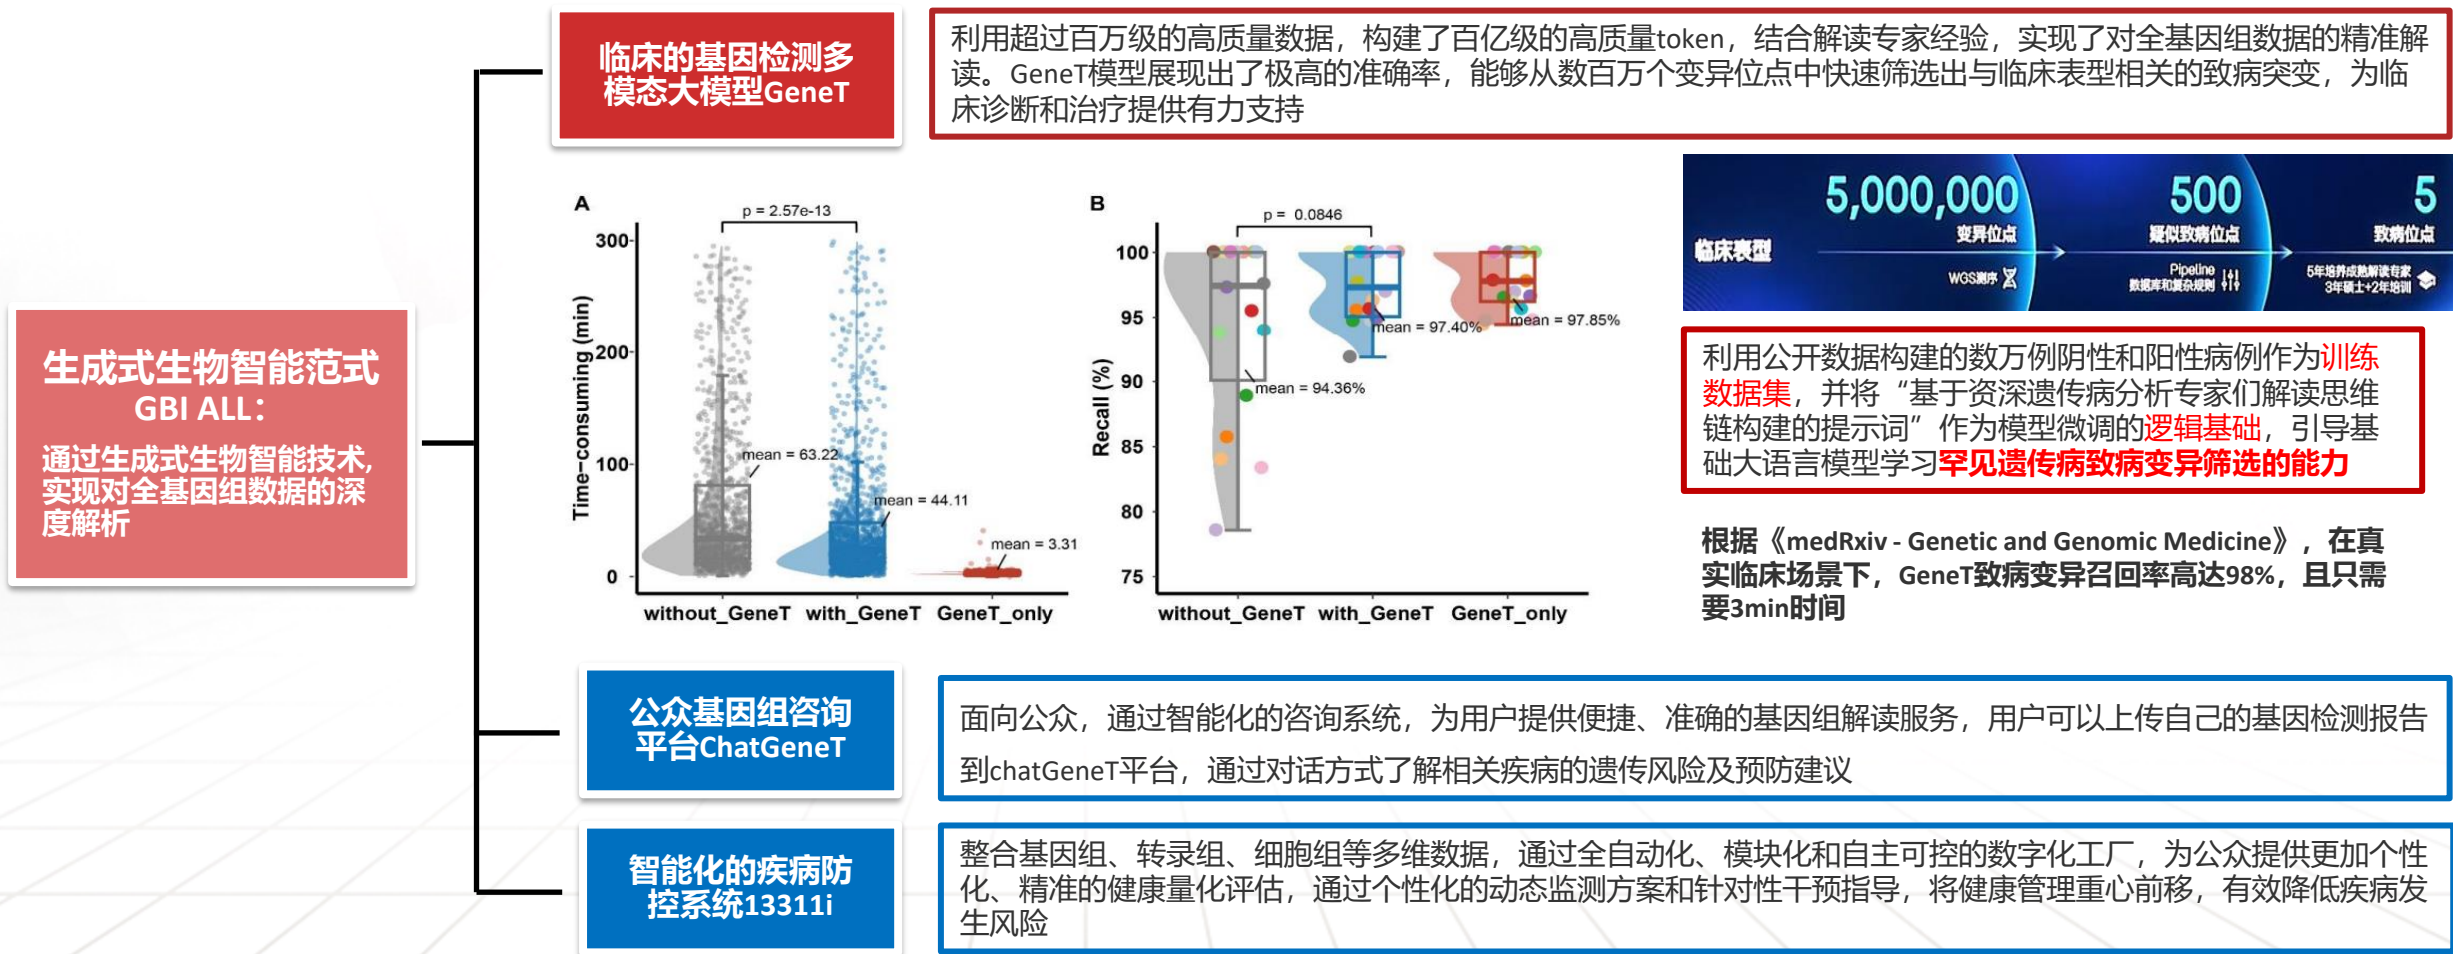 生成式生物智能范式
GBI ALL：
通过生成式生物智能技术,
实现对全基因组数据的深
度解析
临床的基因检测多
模态大模型GeneT
利用超过百万级的高质量数据，构建了百亿级的高质量token，结合解读专家经验，实现了对全基因组数据的精准解
读。GeneT模型展现出了极高的准确率，能够从数百万个变异位点中快速筛选出与临床表型相关的致病突变，为临
床诊断和治疗提供有力支持
A
p = 2.57e-13
Time-consuming (min)
300
200
100
0
mean = 63.22
mean = 44.11
mean = 3.31
without_GeneT with_GeneT GeneT_only
B
p = 0.0846
Recall (%)
100
95
90
85
80
75
mean = 94.36%
mean = 97.40%
mean = 97.85%
without_GeneT with_GeneT GeneT_only
临床表型
5,000,000
变异位点
WGS测序
500
疑似致病位点
Pipeline
数据库和复杂规则
5
致病位点
5年培养成熟解读专家
3年硕士+2年培训
利用公开数据构建的数万例阴性和阳性病例作为训练
数据集，并将“基于资深遗传病分析专家们解读思维
链构建的提示词”作为模型微调的逻辑基础，引导基
础大语言模型学习罕见遗传病致病变异筛选的能力
根据《medRxiv - Genetic and Genomic Medicine》，在真
实临床场景下，GeneT致病变异召回率高达98%，且只需
要3min时间
公众基因组咨询
平台ChatGeneT
面向公众，通过智能化的咨询系统，为用户提供便捷、准确的基因组解读服务，用户可以上传自己的基因检测报告
到chatGeneT平台，通过对话方式了解相关疾病的遗传风险及预防建议
智能化的疾病防
控系统13311i
整合基因组、转录组、细胞组等多维数据，通过全自动化、模块化和自主可控的数字化工厂，为公众提供更加个性
化、精准的健康量化评估，通过个性化的动态监测方案和针对性干预指导，将健康管理重心前移，有效降低疾病发
生风险